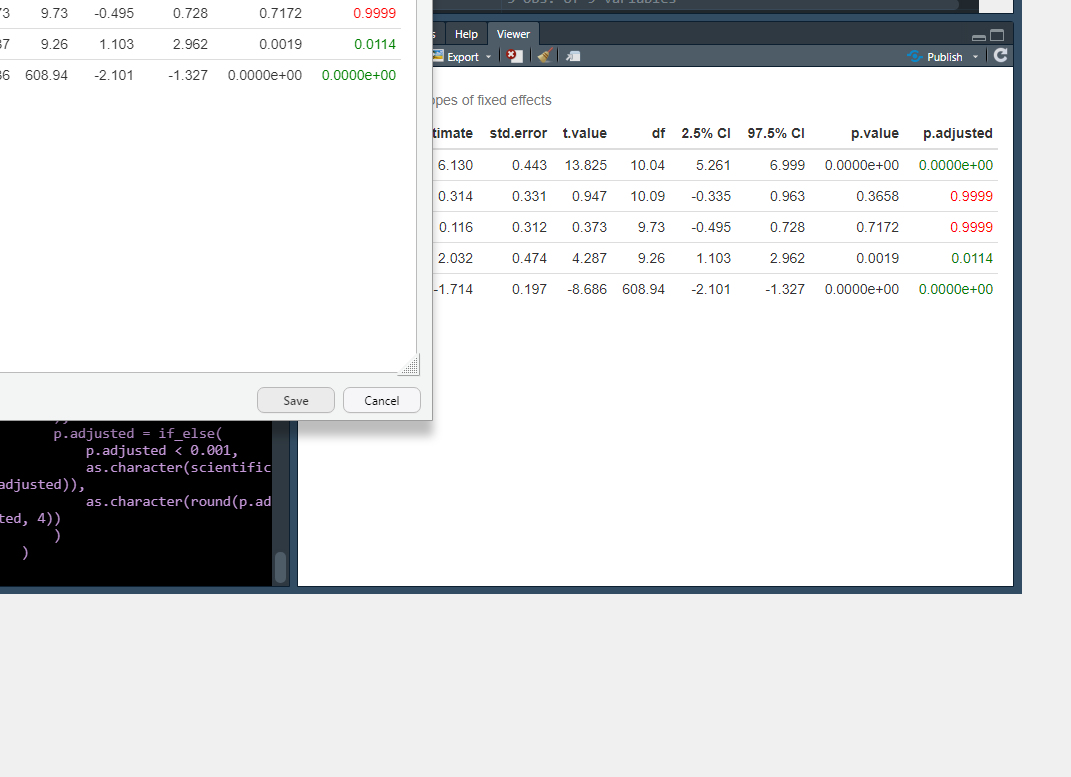 73 9.73 -0.495 0.728 0.7172 0.9999
87 9.26 1.103 2.962 0.0019 0.0114
86 608.94 -2.101 -1.327 0.0000e+00 0.0000e+00
Save Cancel
Help Viewer
Export Publish
opes of fixed effects
timate std.error t.value df 2.5% CI 97.5% CI p.value p.adjusted
6.130 0.443 13.825 10.04 5.261 6.999 0.0000e+00 0.0000e+00
0.314 0.331 0.947 10.09 -0.335 0.963 0.3658 0.9999
0.116 0.312 0.373 9.73 -0.495 0.728 0.7172 0.9999
2.032 0.474 4.287 9.26 1.103 2.962 0.0019 0.0114
-1.714 0.197 -8.686 608.94 -2.101 -1.327 0.0000e+00 0.0000e+00
p.adjusted = if_else(
p.adjusted < 0.001,
as.character(scientific
adjusted)),
as.character(round(p.ad
ted, 4))
)
)